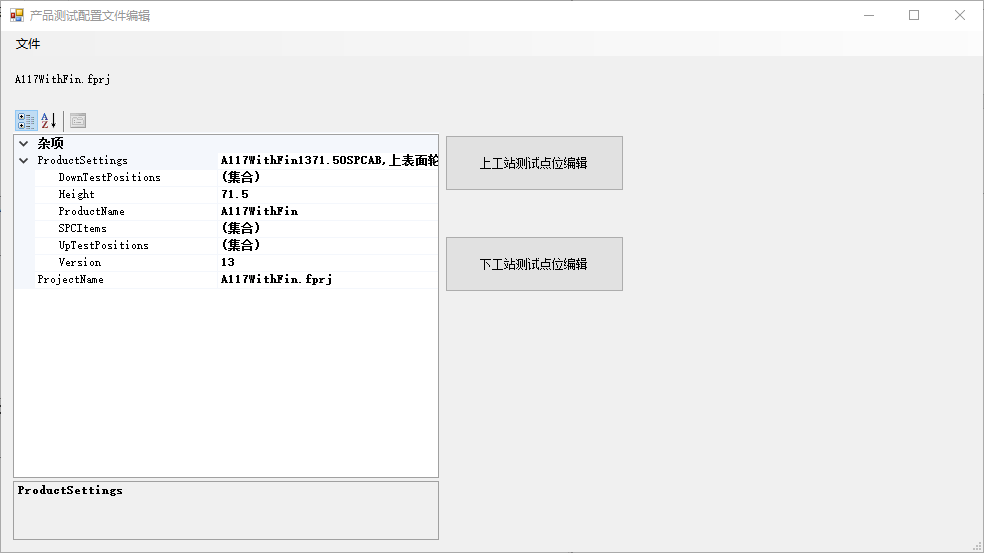 产品测试配置文件编辑
文件
A117WithFin.fprj
杂项
ProductSettings A117WithFin1371.50SPCAB,上表面轮
DownTestPositions (集合)
Height 71.5
ProductName A117WithFin
SPCItems (集合)
UpTestPositions (集合)
Version 13
ProjectName A117WithFin.fprj
上工站测试点位编辑
下工站测试点位编辑
ProductSettings